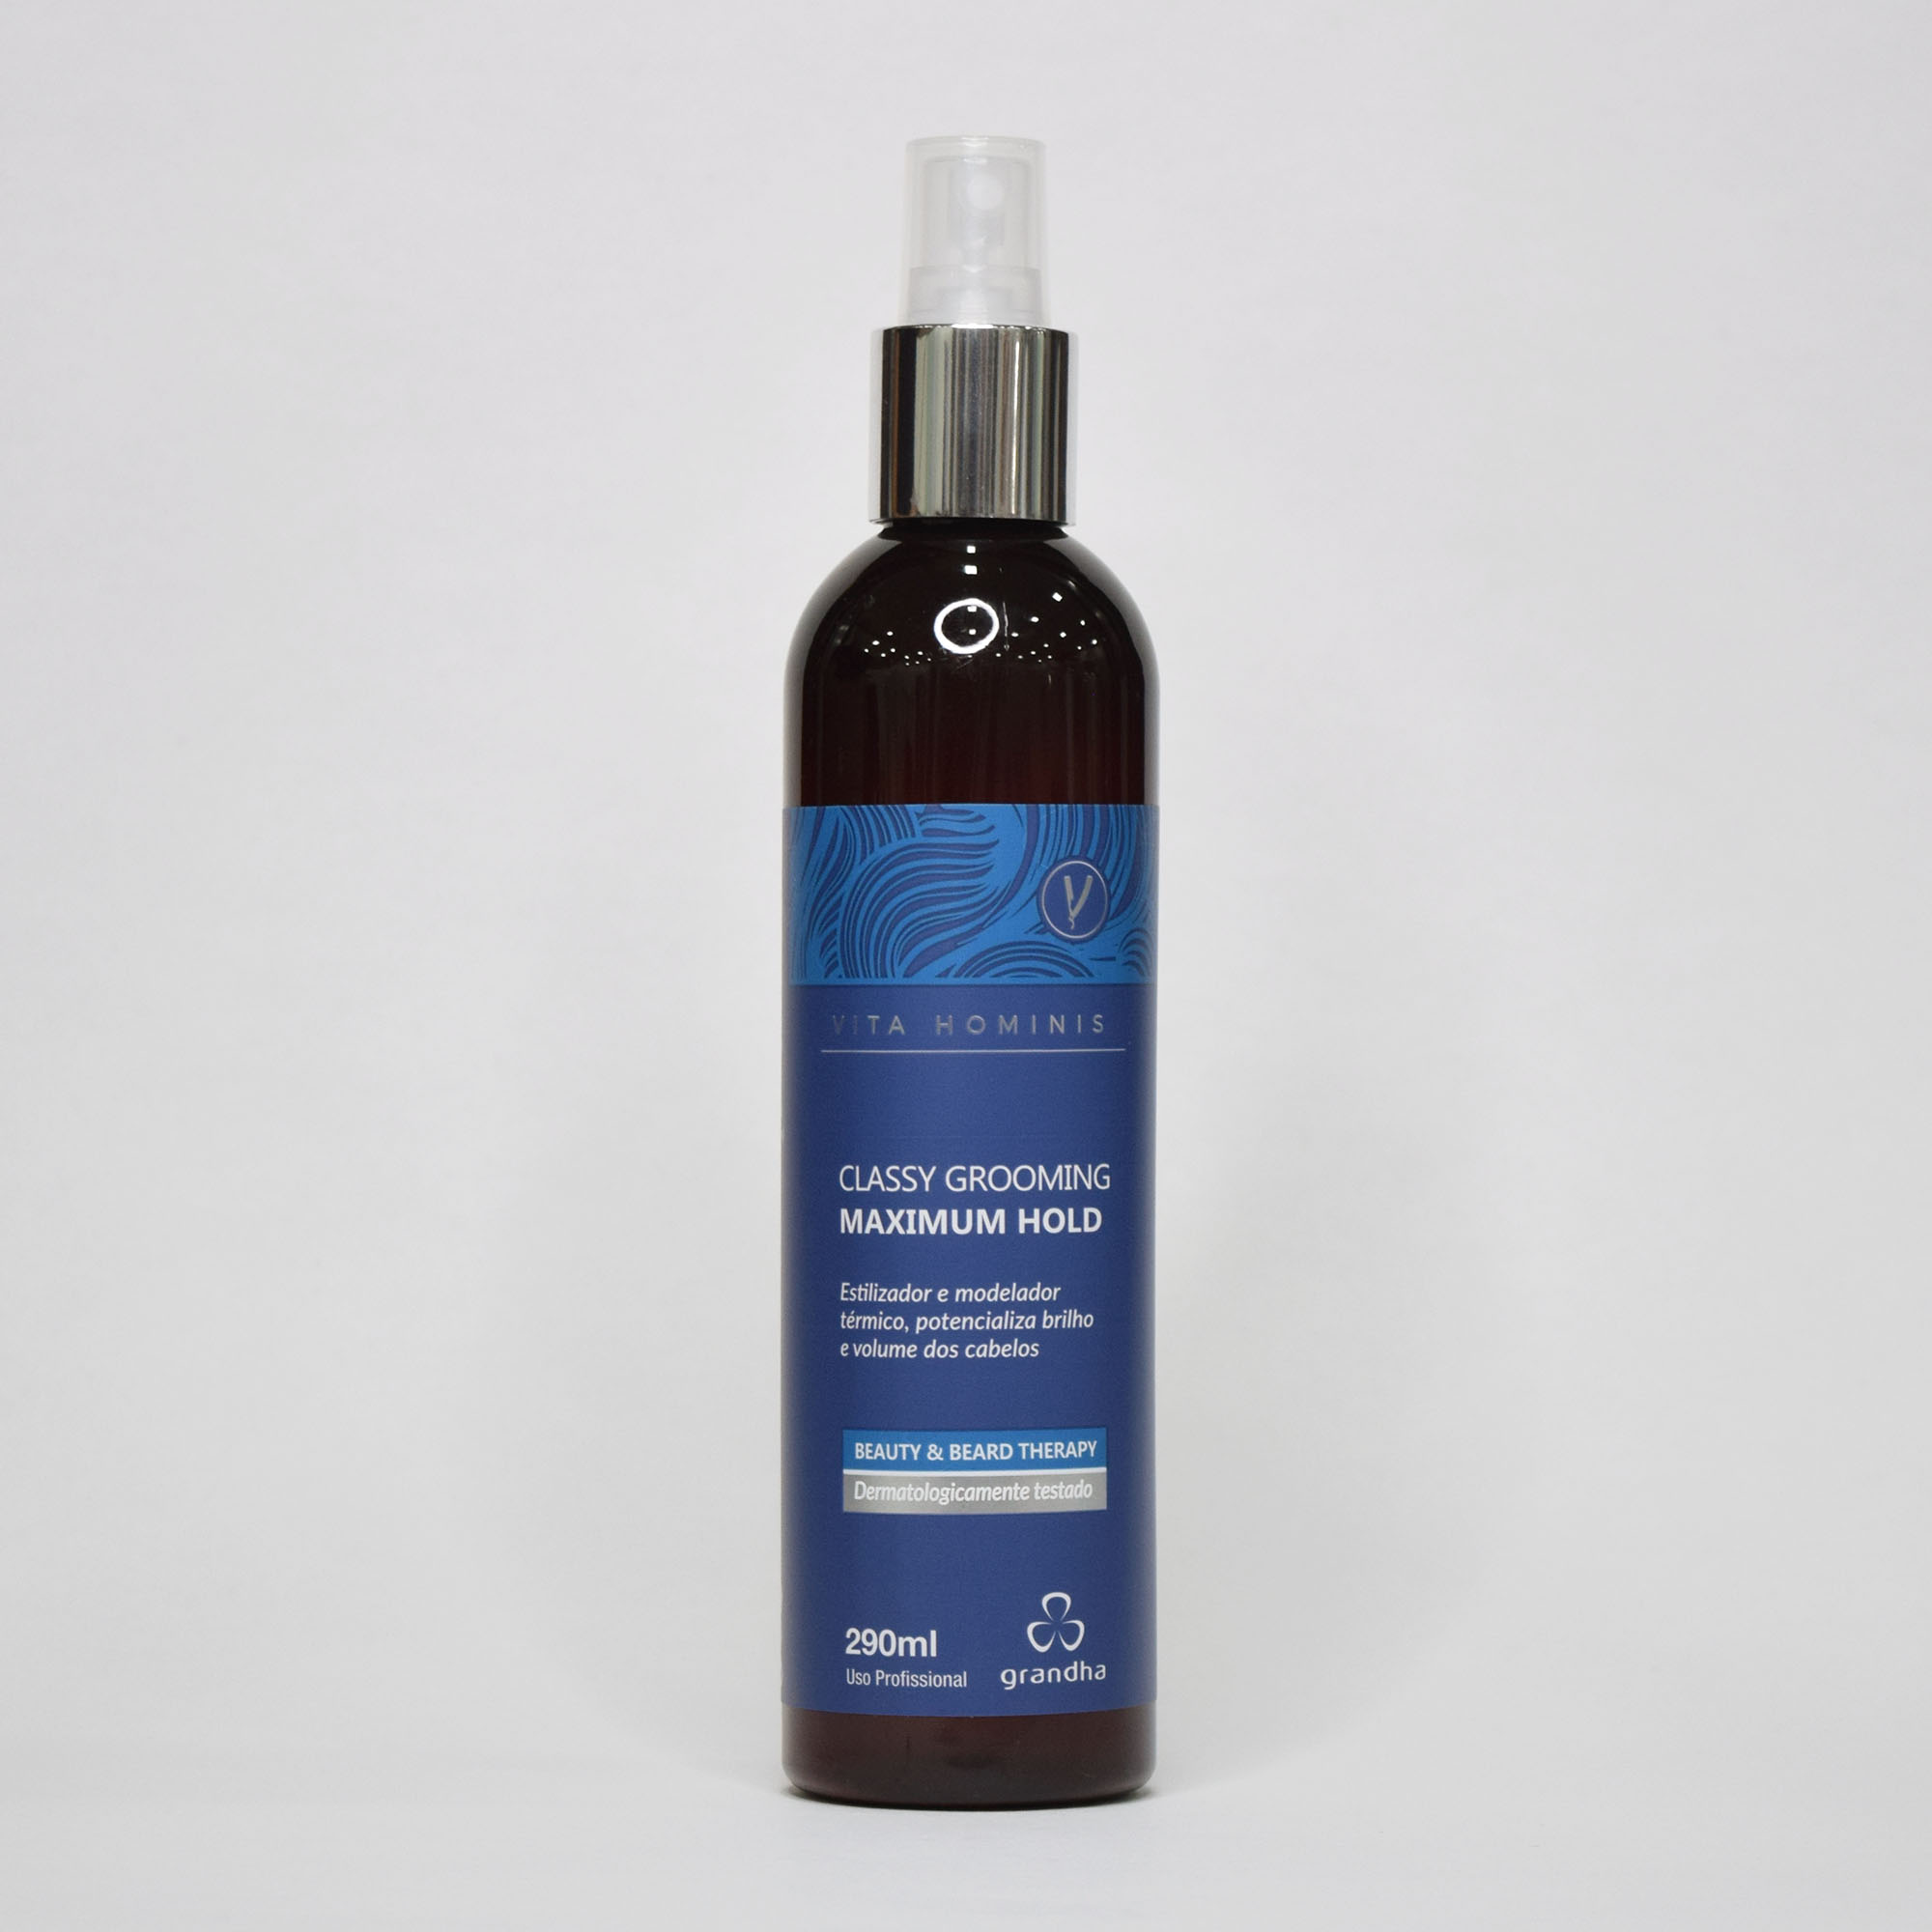 VITA HOMINIS
CLASSY GROOMING
MAXIMUM HOLD
Estilizador e modelador
térmico, potencializa brilho
e volume dos cabelos
BEAUTY & BEARD THERAPY
Dermatologicamente testado
290ml
Uso Profissional
grandha